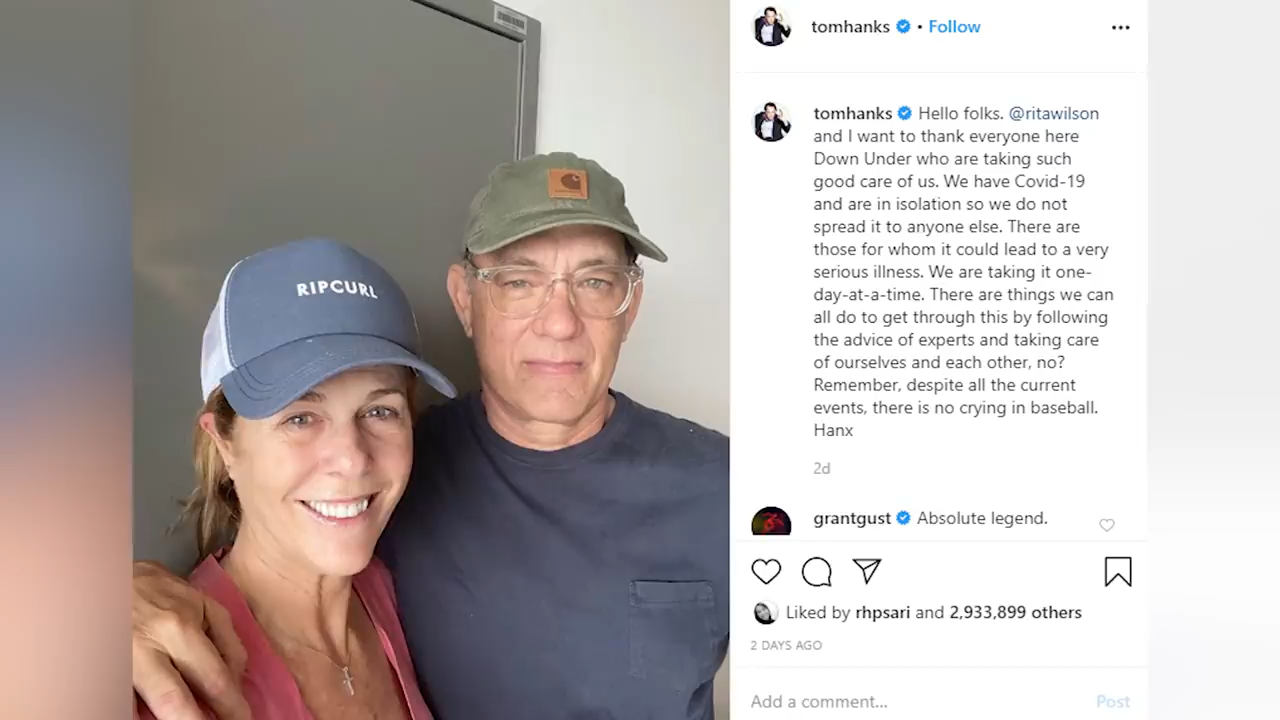 RIPCURL
tomhanks • Follow
tomhanks Hello folks. @ritawilson
and I want to thank everyone here
Down Under who are taking such
good care of us. We have Covid-19
and are in isolation so we do not
spread it to anyone else. There are
those for whom it could lead to a very
serious illness. We are taking it one-
day-at-a-time. There are things we can
all do to get through this by following
the advice of experts and taking care
of ourselves and each other, no?
Remember, despite all the current
events, there is no crying in baseball.
Hanx
2d
grantgust Absolute legend.
Liked by rhpsari and 2,933,899 others
2 DAYS AGO
Add a comment... Post